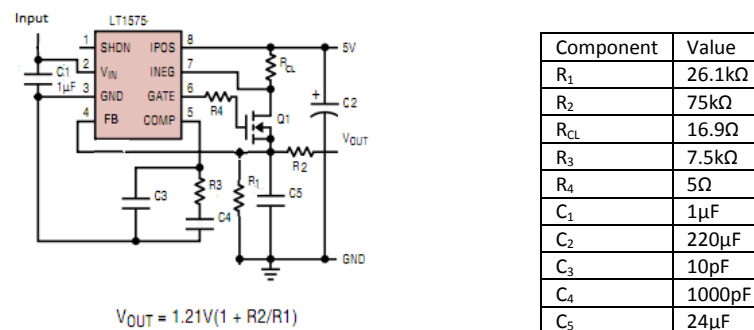 Input
LT1575
1 SHDN IPOS 8
2 VIN INEG 7
3 GND GATE 6
4 FB COMP 5
C1
1µF
RCL
5V
+
C2
R4
Q1
VOUT
R2
R1
C5
R3
C3
C4
GND
VOUT = 1.21V(1 + R2/R1)
Component Value
R1 26.1kΩ
R2 75kΩ
RCL 16.9Ω
R3 7.5kΩ
R4 5Ω
C1 1µF
C2 220µF
C3 10pF
C4 1000pF
C5 24µF